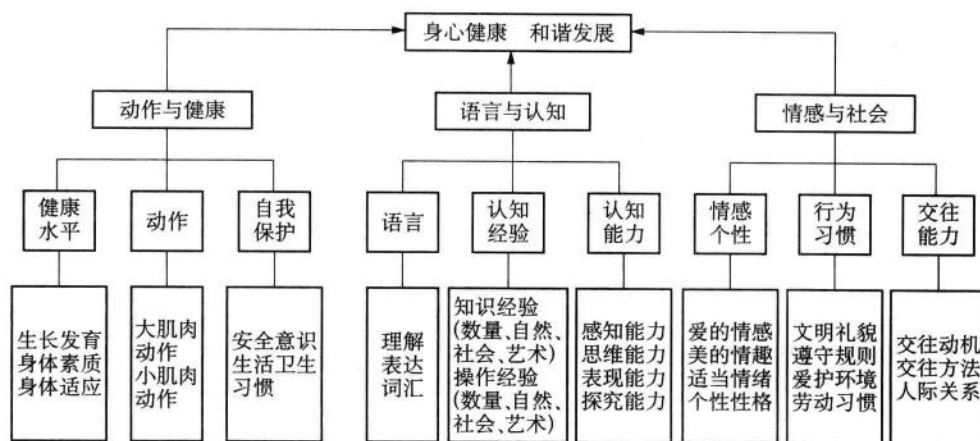 身心健康 和谐发展
动作与健康
语言与认知
情感与社会
健康
水平
动作
自我
保护
语言
认知
经验
认知
能力
情感
个性
行为
习惯
交往
能力
生长发育
身体素质
身体适应
大肌肉
动作
小肌肉
动作
安全意识
生活卫生
习惯
理解
表达
词汇
知识经验
(数量、自然、
社会、艺术)
操作经验
(数量、自然、
社会、艺术)
感知能力
思维能力
表现能力
探究能力
爱的情感
美的情趣
适当情绪
个性性格
文明礼貌
遵守规则
爱护环境
劳动习惯
交往动机
交往方法
人际关系